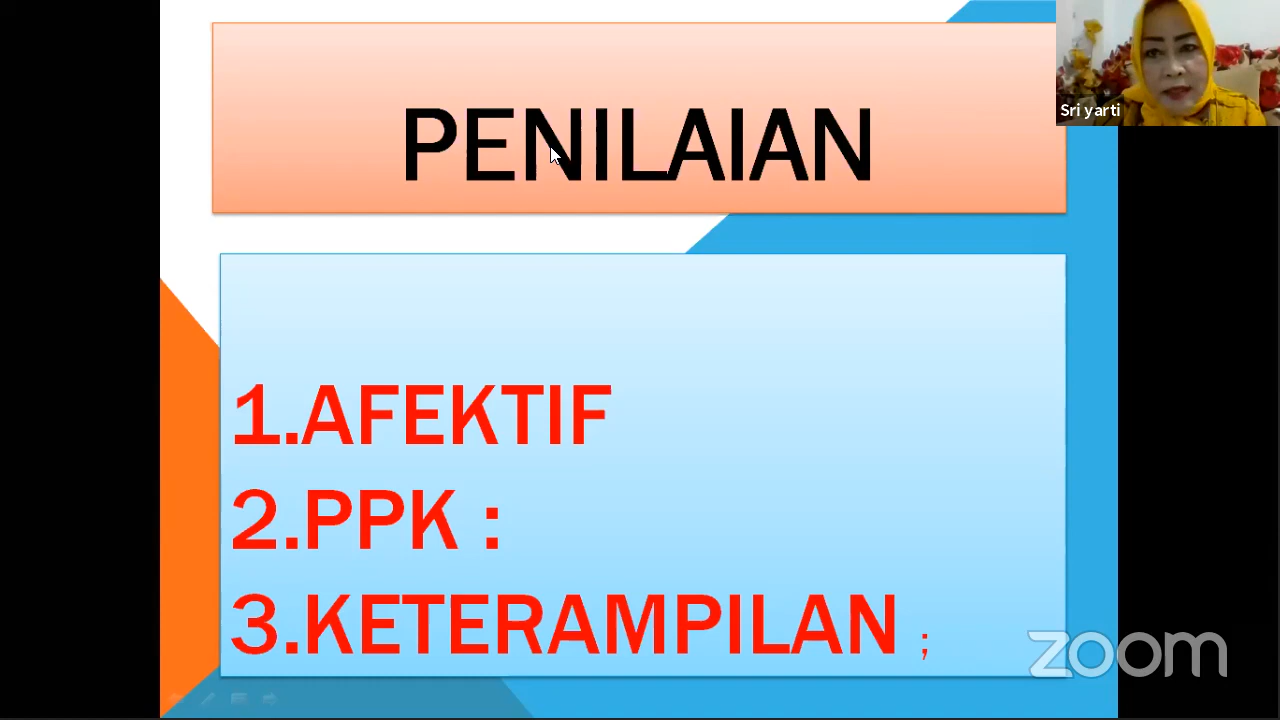 PENILAIAN
Sri yarti
1.AFEKTIF
2.PPK :
3.KETERAMPILAN ;
zoom